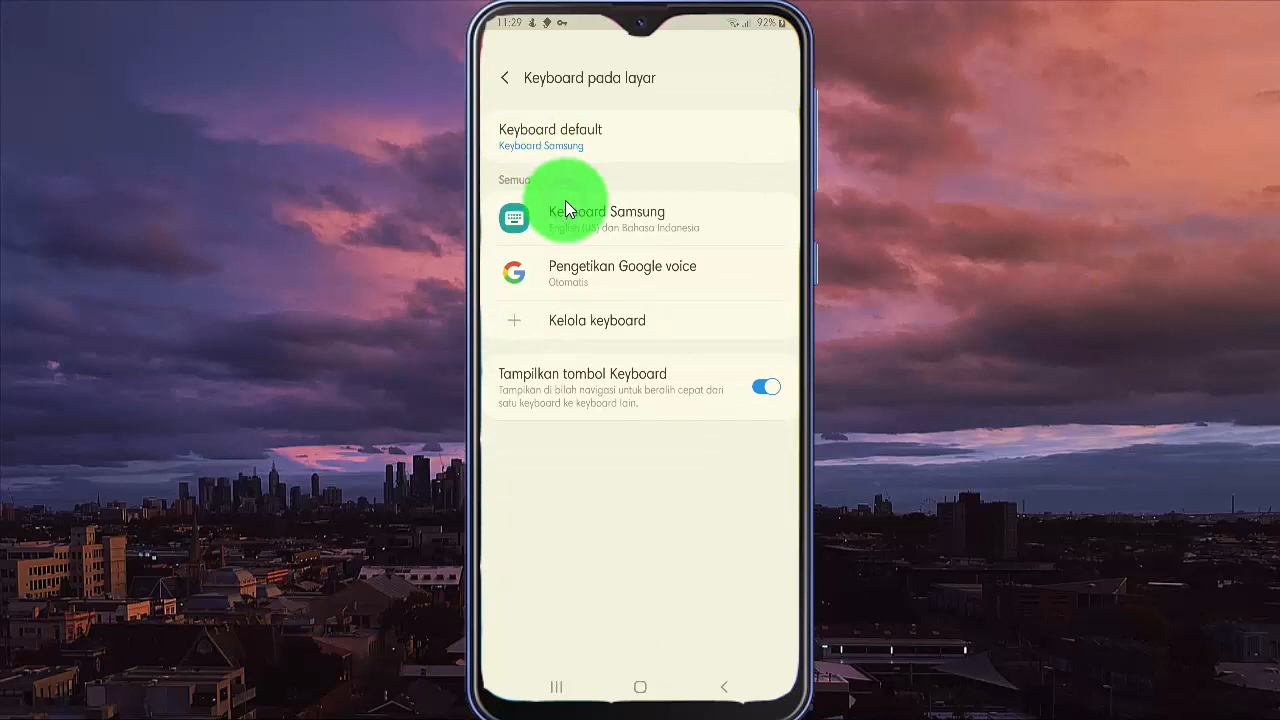 11:29
92%
Keyboard pada layar
Keyboard default
Keyboard Samsung
Semua
Keyboard Samsung
English (US) dan Bahasa Indonesia
Pengetikan Google voice
Otomatis
Kelola keyboard
Tampilkan tombol Keyboard
Tampilkan di bilah navigasi untuk beralih cepat dari
satu keyboard ke keyboard lain.